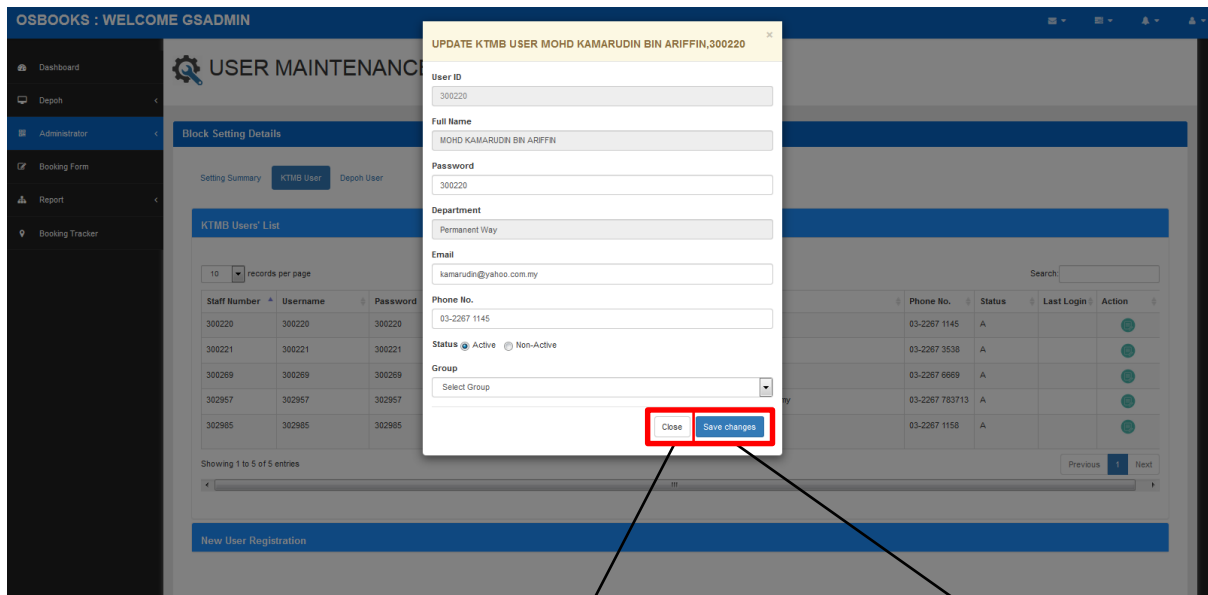 OSBOOKS : WELCOME GSADMIN
Dashboard
Depoh
Administrator
Booking Form
Report
Booking Tracker
USER MAINTENANCE
Block Setting Details
Setting Summary KTMB User Depoh User
KTMB Users' List
10 records per page
Search:
Staff Number Username Password Phone No. Status Last Login Action
300220 300220 300220 03-2267 1145 A
300221 300221 300221 03-2267 3538 A
300269 300269 300269 03-2267 6669 A
302957 302957 302957 my 03-2267 783713 A
302985 302985 302985 03-2267 1158 A
Showing 1 to 5 of 5 entries
Previous 1 Next
New User Registration
UPDATE KTMB USER MOHD KAMARUDIN BIN ARIFFIN,300220
×
User ID
300220
Full Name
MOHD KAMARUDIN BIN ARIFFIN
Password
300220
Department
Permanent Way
Email
kamarudin@yahoo.com.my
Phone No.
03-2267 1145
Status Active Non-Active
Group
Select Group
Close Save changes